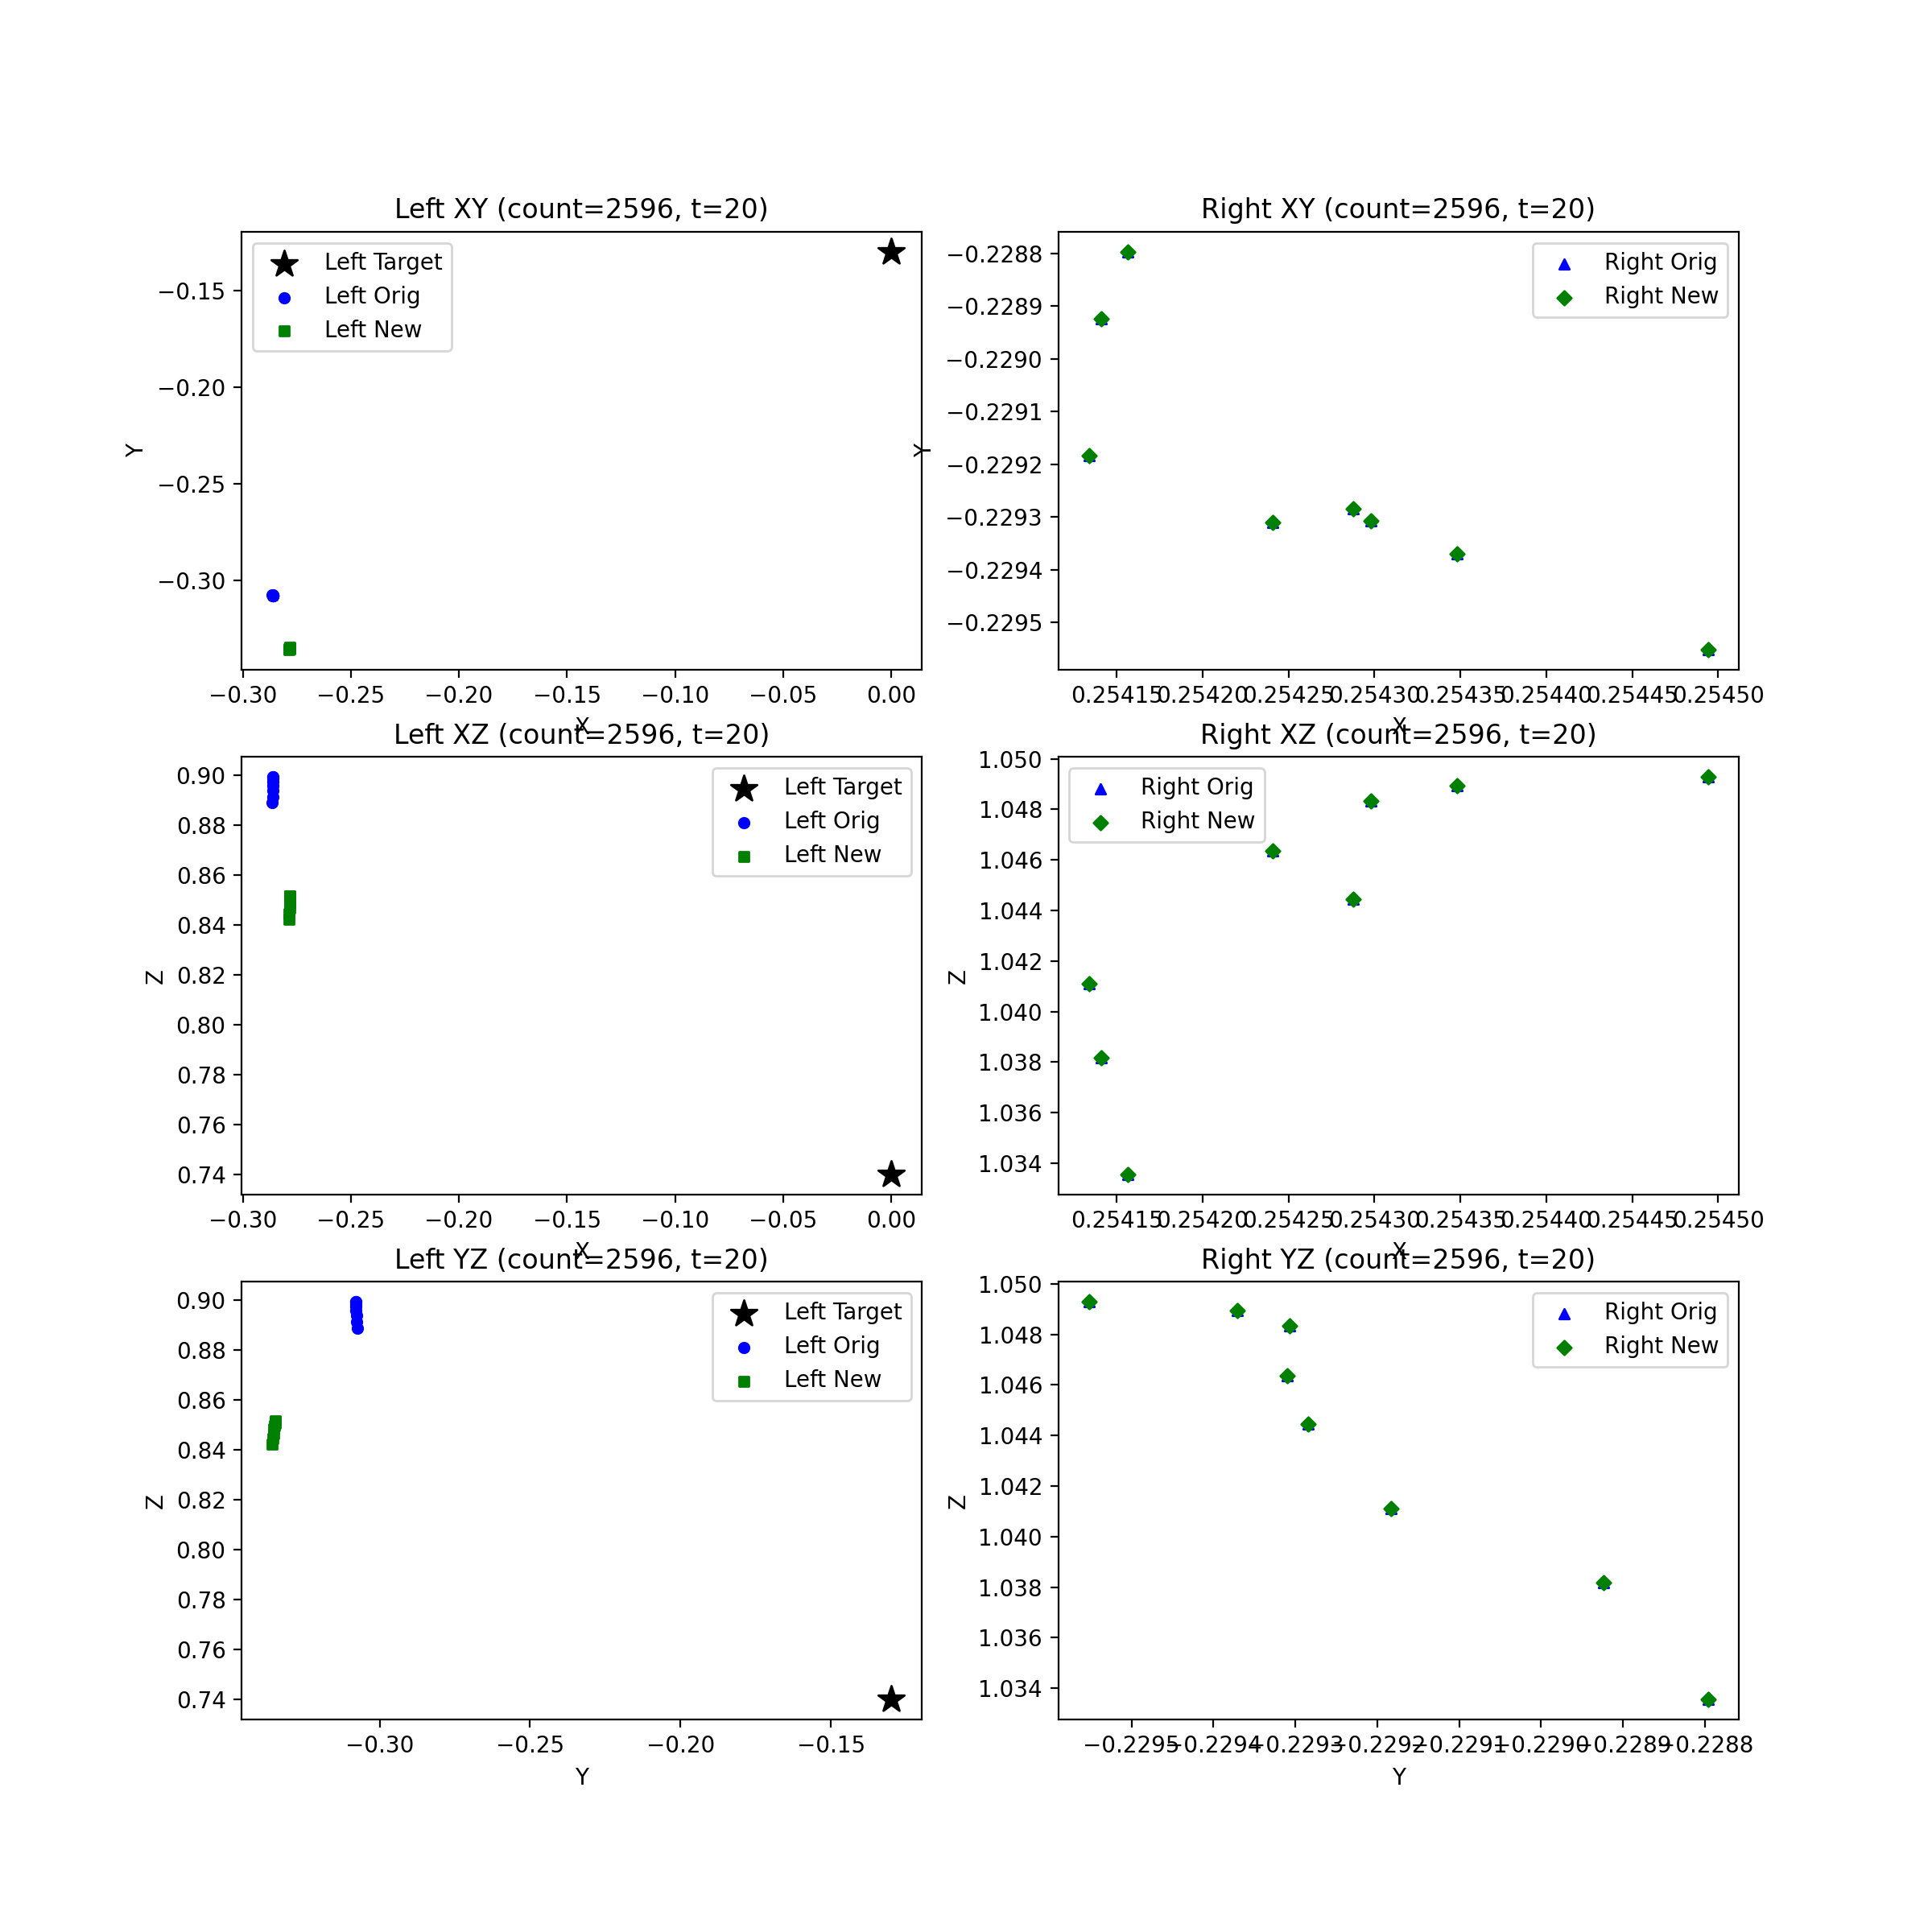 Left XY (count=2596, t=20)
Left Target
Left Orig
Left New
−0.15
−0.20
−0.25
−0.30
Y
−0.30 −0.25 −0.20 −0.15 −0.10 −0.05 0.00
X
Right XY (count=2596, t=20)
Right Orig
Right New
−0.2288
−0.2289
−0.2290
−0.2291
−0.2292
−0.2293
−0.2294
−0.2295
Y
0.25415 0.25420 0.25425 0.25430 0.25435 0.25440 0.25445 0.25450
X
Left XZ (count=2596, t=20)
Left Target
Left Orig
Left New
0.90
0.88
0.86
0.84
0.82
0.80
0.78
0.76
0.74
Z
−0.30 −0.25 −0.20 −0.15 −0.10 −0.05 0.00
X
Right XZ (count=2596, t=20)
Right Orig
Right New
1.050
1.048
1.046
1.044
1.042
1.040
1.038
1.036
1.034
Z
0.25415 0.25420 0.25425 0.25430 0.25435 0.25440 0.25445 0.25450
X
Left YZ (count=2596, t=20)
Left Target
Left Orig
Left New
0.90
0.88
0.86
0.84
0.82
0.80
0.78
0.76
0.74
Z
−0.30 −0.25 −0.20 −0.15
Y
Right YZ (count=2596, t=20)
Right Orig
Right New
1.050
1.048
1.046
1.044
1.042
1.040
1.038
1.036
1.034
Z
−0.2295 −0.2294 −0.2293 −0.2292 −0.2291 −0.2290 −0.2289 −0.2288
Y